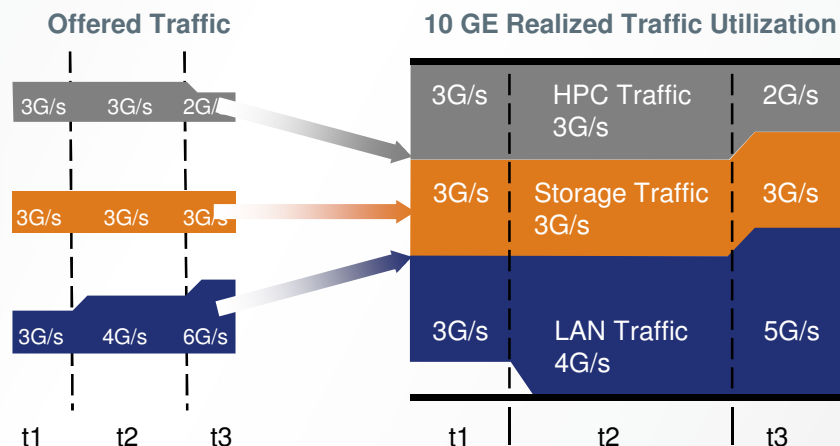 Offered Traffic
10 GE Realized Traffic Utilization
3G/s 3G/s 2G/s
3G/s 3G/s 3G/s
3G/s 4G/s 6G/s
t1 t2 t3
3G/s HPC Traffic 2G/s
3G/s
3G/s Storage Traffic 3G/s
3G/s
3G/s LAN Traffic 5G/s
4G/s
t1 t2 t3